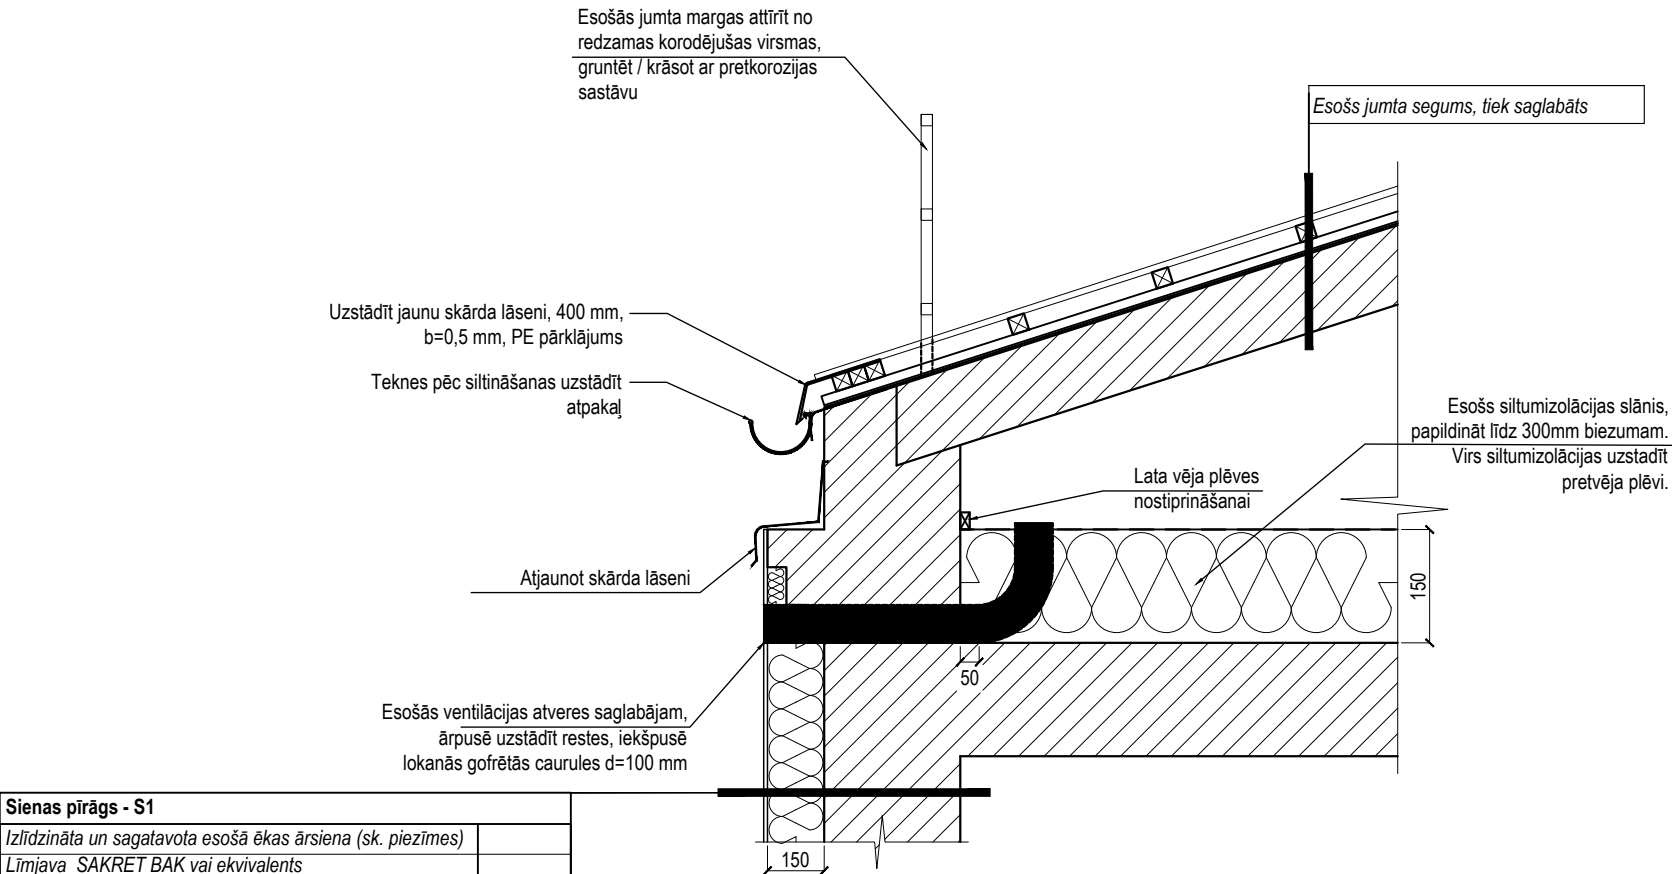 Esošās jumta margas attīrīt no
redzamas korodējušas virsmas,
gruntēt / krāsot ar pretkorozijas
sastāvu
Esošs jumta segums, tiek saglabāts
Uzstādīt jaunu skārda lāseni, 400 mm,
b=0,5 mm, PE pārklājums
Teknes pēc siltināšanas uzstādīt
atpakaļ
Esošs siltumizolācijas slānis,
papildināt līdz 300mm biezumam.
Virs siltumizolācijas uzstadīt
pretvēja plēvi.
Lata vēja plēves
nostiprināšanai
Atjaunot skārda lāseni
150
50
Esošās ventilācijas atveres saglabājam,
ārpusē uzstādīt restes, iekšpusē
lokanās gofrētās caurules d=100 mm
Sienas pīrāgs - S1
Izlīdzināta un sagatavota esošā ēkas ārsiena (sk. piezīmes)
Līmjava SAKRET BAK vai ekvivalents
150